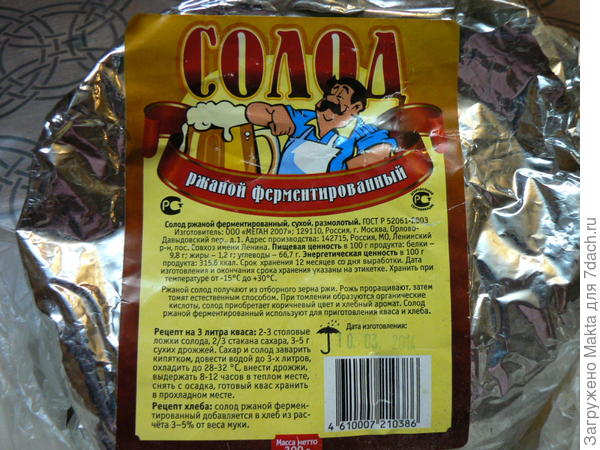 СОЛОД
ржаной ферментированный
Солод ржаной ферментированный, сухой, размолотый. ГОСТ Р 52061-2003
Изготовитель: ООО «МЕГАН 2007»; 129110, Россия, г. Москва, Орлово-
Давыдовский пер., д.1. Адрес производства: 142715, Россия, МО, Ленинский
р-н, пос. Совхоз имени Ленина. Пищевая ценность в 100 г продукта: белки –
9,8 г; жиры – 1,2 г; углеводы – 66,7 г. Энергетическая ценность в 100 г
продукта: 315,6 ккал. Срок хранения 12 месяцев со дня выработки. Дата
изготовления и окончания срока хранения указаны на этикетке. Хранить при
температуре от -15°С до +30°С.
Ржаной солод получают из отборного зерна ржи. Рожь проращивают, затем
томят естественным способом. При томлении образуются органические
кислоты, солод приобретает коричневый цвет и хлебный аромат. Солод
ржаной ферментированный используют для приготовления кваса и хлеба.
Рецепт на 3 литра кваса: 2-3 столовые
ложки солода, 2/3 стакана сахара, 3-5 г
сухих дрожжей. Сахар и солод заварить
кипятком, довести водой до 3-х литров,
охладить до 28-32 °С, внести дрожжи,
выдержать 8-12 часов в теплом месте,
снять с осадка, готовый квас хранить
в прохладном месте.
Рецепт хлеба: солод ржаной фермен-
тированный добавляется в хлеб из рас-
чёта 3–5% от веса муки.
Дата изготовления:
10 03. 2014
4 610007 210386
Масса нетто
Загружено Makta для 7dach.ru